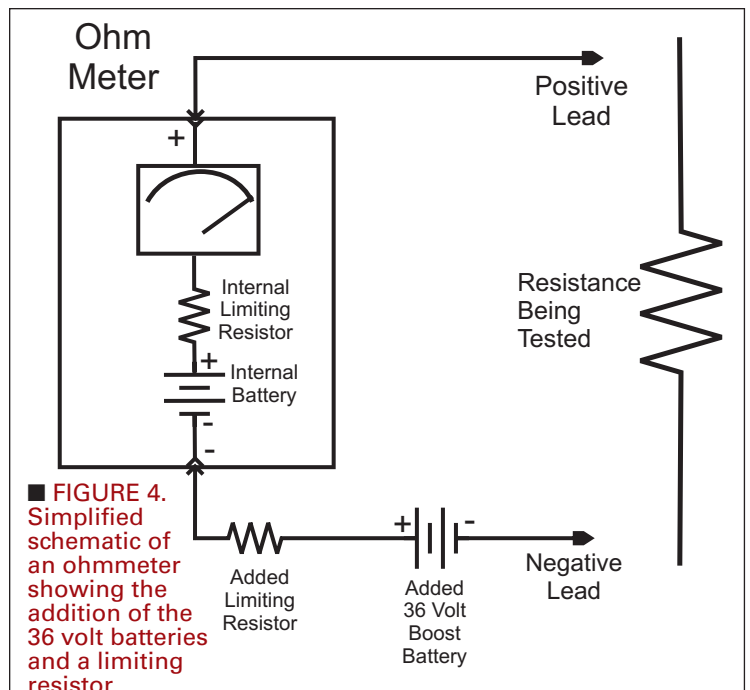 Ohm
Meter
Positive
Lead
+
Internal
Limiting
Resistor
+
Internal
Battery
-
-
Resistance
Being
Tested
■ FIGURE 4.
Simplified
schematic of
an ohmmeter
showing the
addition of the
36 volt batteries
and a limiting
resistor
Added
Limiting
Resistor
+ -
Added
36 Volt
Boost
Battery
Negative
Lead